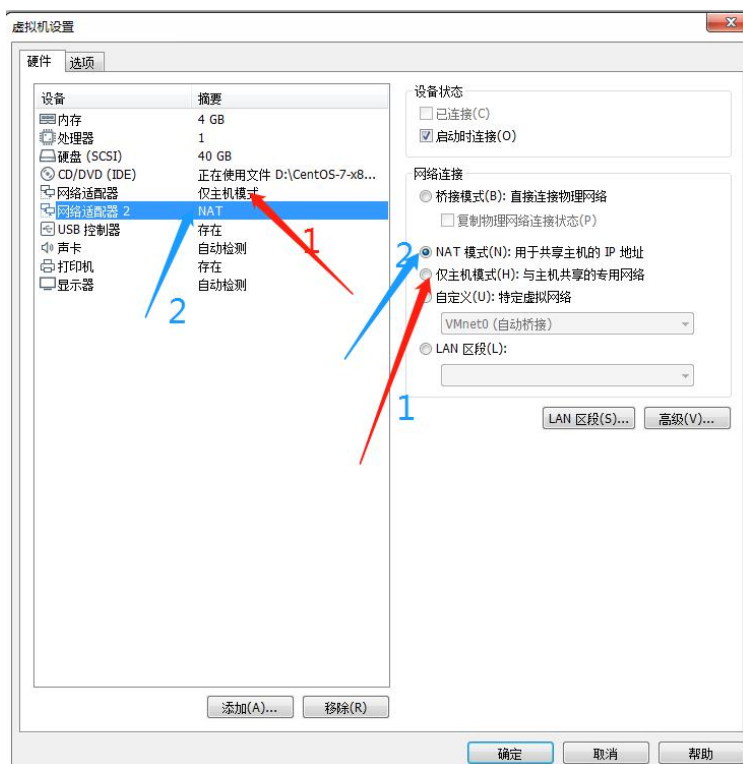 虚拟机设置
硬件 选项
设备 摘要
内存 4 GB
处理器 1
硬盘 (SCSI) 40 GB
CD/DVD (IDE) 正在使用文件 D:\CentOS-7-x8...
网络适配器 仅主机模式
网络适配器 2 NAT
USB 控制器 存在
声卡 自动检测
打印机 存在
显示器 自动检测
1
2
添加(A)... 移除(R)
设备状态
已连接(C)
启动时连接(O)
网络连接
桥接模式(B): 直接连接物理网络
复制物理网络连接状态(P)
2
NAT 模式(N): 用于共享主机的 IP 地址
仅主机模式(H): 与主机共享的专用网络
自定义(U): 特定虚拟网络
VMnet0 (自动桥接)
LAN 区段(L):
1
LAN 区段(S)... 高级(V)...
确定 取消 帮助